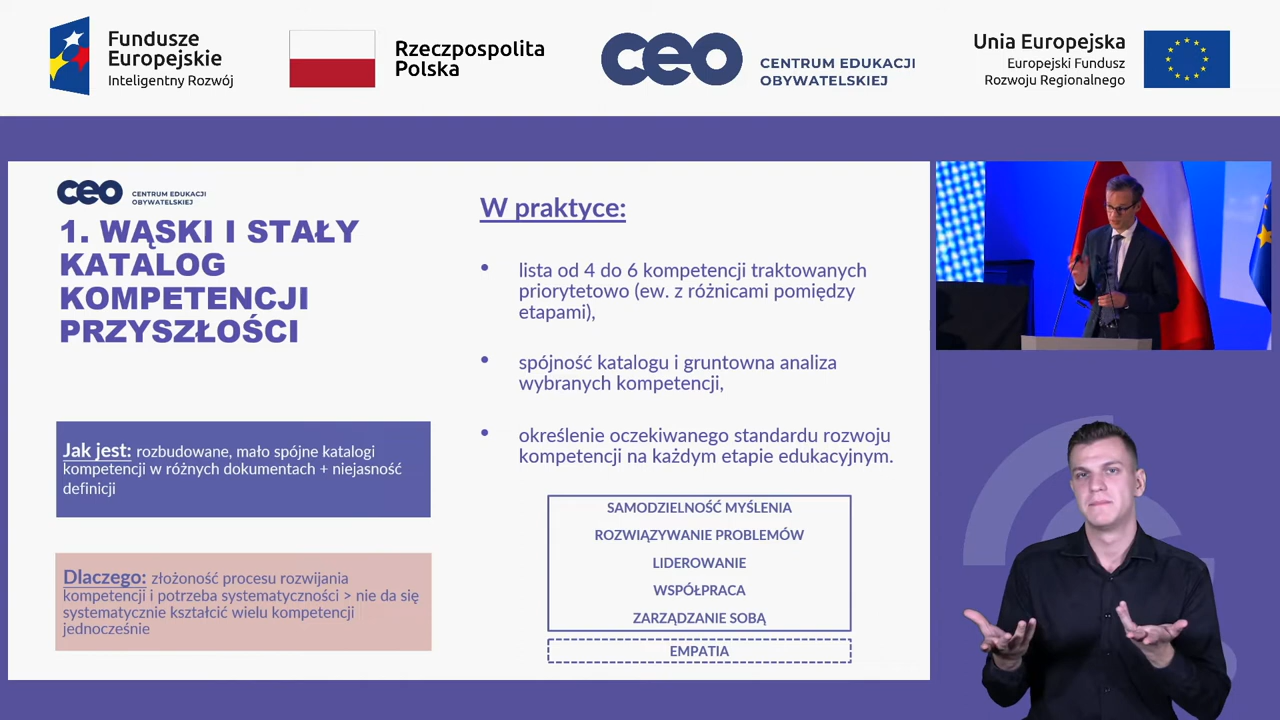 Fundusze
Europejskie
Inteligentny Rozwój
Rzeczpospolita
Polska
ceo
CENTRUM EDUKACJI
OBYWATELSKIEJ
Unia Europejska
Europejski Fundusz
Rozwoju Regionalnego
ceo
CENTRUM EDUKACJI
OBYWATELSKIEJ
1. WĄSKI I STAŁY
KATALOG
KOMPETENCJI
PRZYSZŁOŚCI
Jak jest: rozbudowane, mało spójne katalogi
kompetencji w różnych dokumentach + niejasność
definicji
Dlaczego: złożoność procesu rozwijania
kompetencji i potrzeba systematyczności > nie da się
systematycznie kształcić wielu kompetencji
jednocześnie
W praktyce:
• lista od 4 do 6 kompetencji traktowanych
priorytetowo (ew. z różnicami pomiędzy
etapami),
• spójność katalogu i gruntowna analiza
wybranych kompetencji,
• określenie oczekiwanego standardu rozwoju
kompetencji na każdym etapie edukacyjnym.
SAMODZIELNOŚĆ MYŚLENIA
ROZWIĄZYWANIE PROBLEMÓW
LIDEROWANIE
WSPÓŁPRACA
ZARZĄDZANIE SOBĄ
EMPATIA